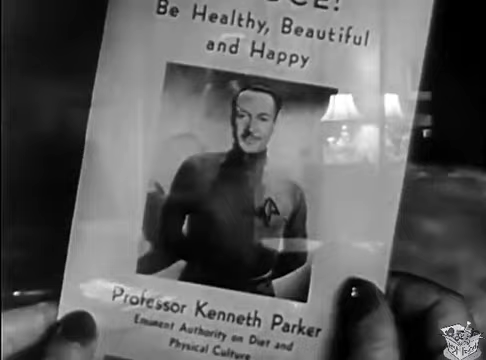 Be Healthy, Beautiful
and Happy
Professor Kenneth Parker
Eminent Authority on Diet and
Physical Culture